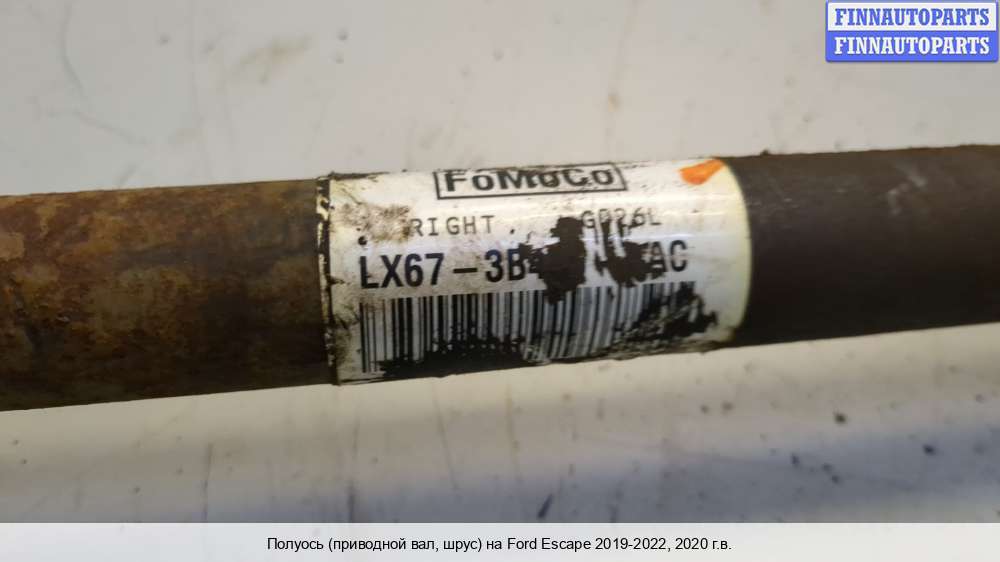 FINNAUTOPARTS
FINNAUTOPARTS
FoMoCo
RIGHT.
LX67-3B
AC
Полуось (приводной вал, шрус) на Ford Escape 2019-2022, 2020 г.в.